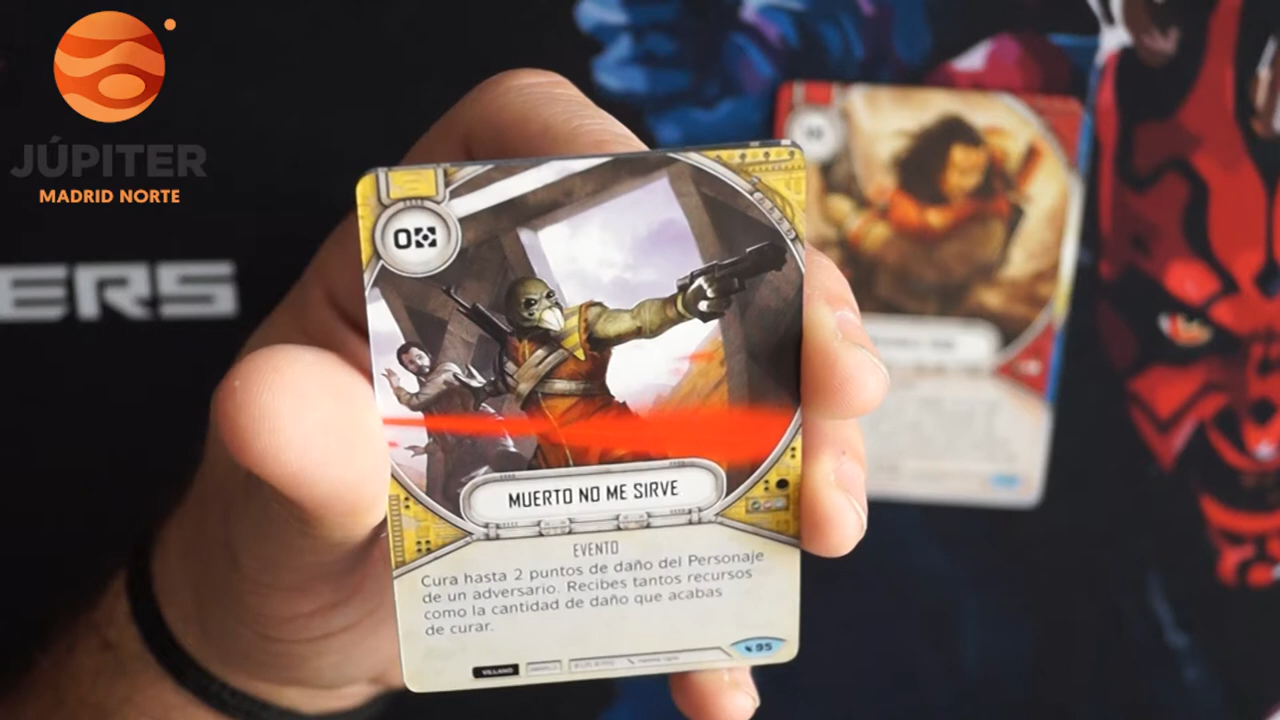 JÚPITER
MADRID NORTE
ERS
0
MUERTO NO ME SIRVE
EVENTO
Cura hasta 2 puntos de daño del Personaje
de un adversario. Recibes tantos recursos
como la cantidad de daño que acabas
de curar.
VILLANO
95